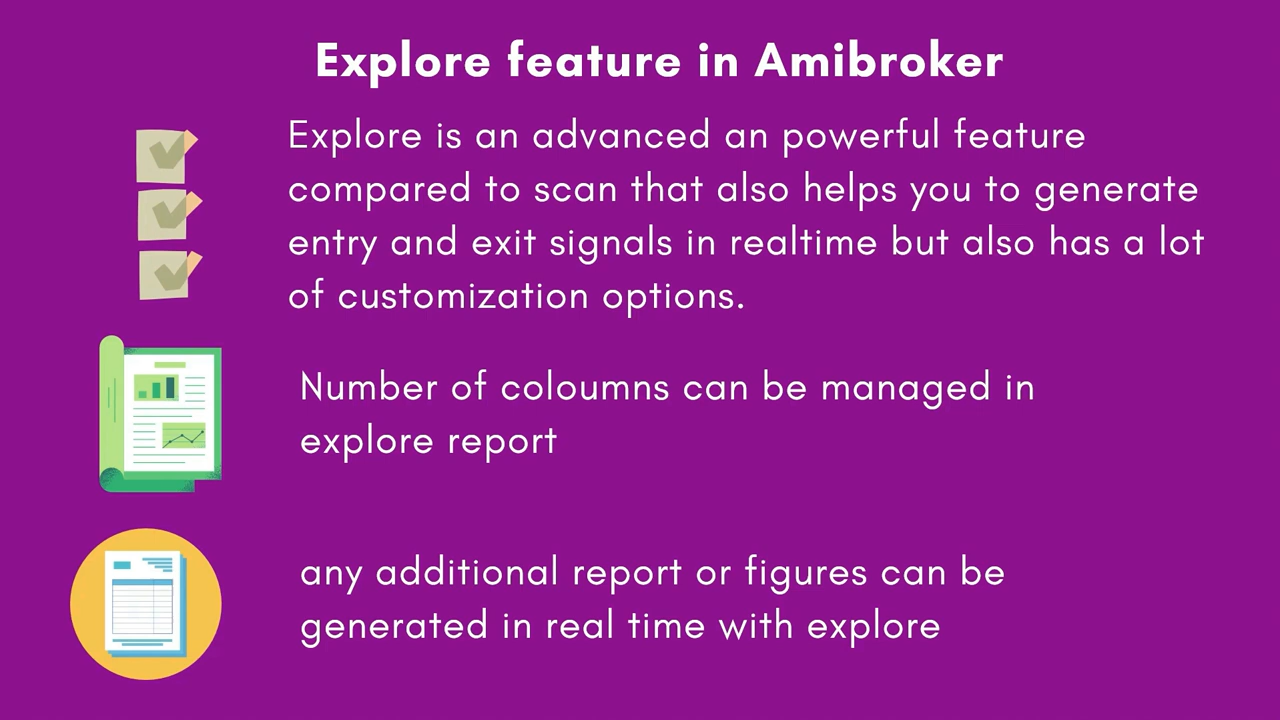 Explore feature in Amibroker
Explore is an advanced an powerful feature
compared to scan that also helps you to generate
entry and exit signals in realtime but also has a lot
of customization options.
Number of coloumns can be managed in
explore report
any additional report or figures can be
generated in real time with explore